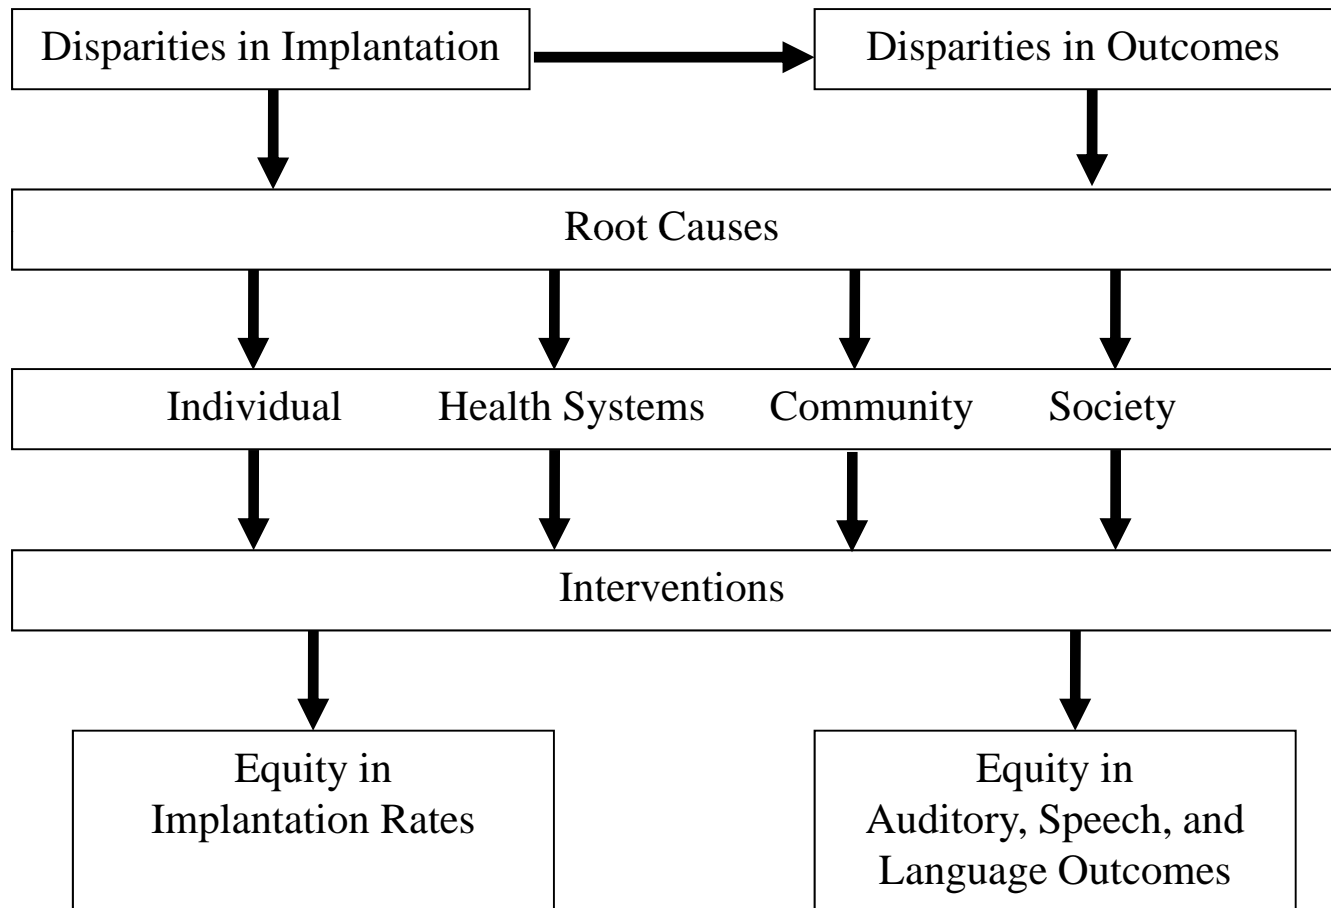 Disparities in Implantation
Disparities in Outcomes
Root Causes
Individual
Health Systems
Community
Society
Interventions
Equity in
Implantation Rates
Equity in
Auditory, Speech, and
Language Outcomes